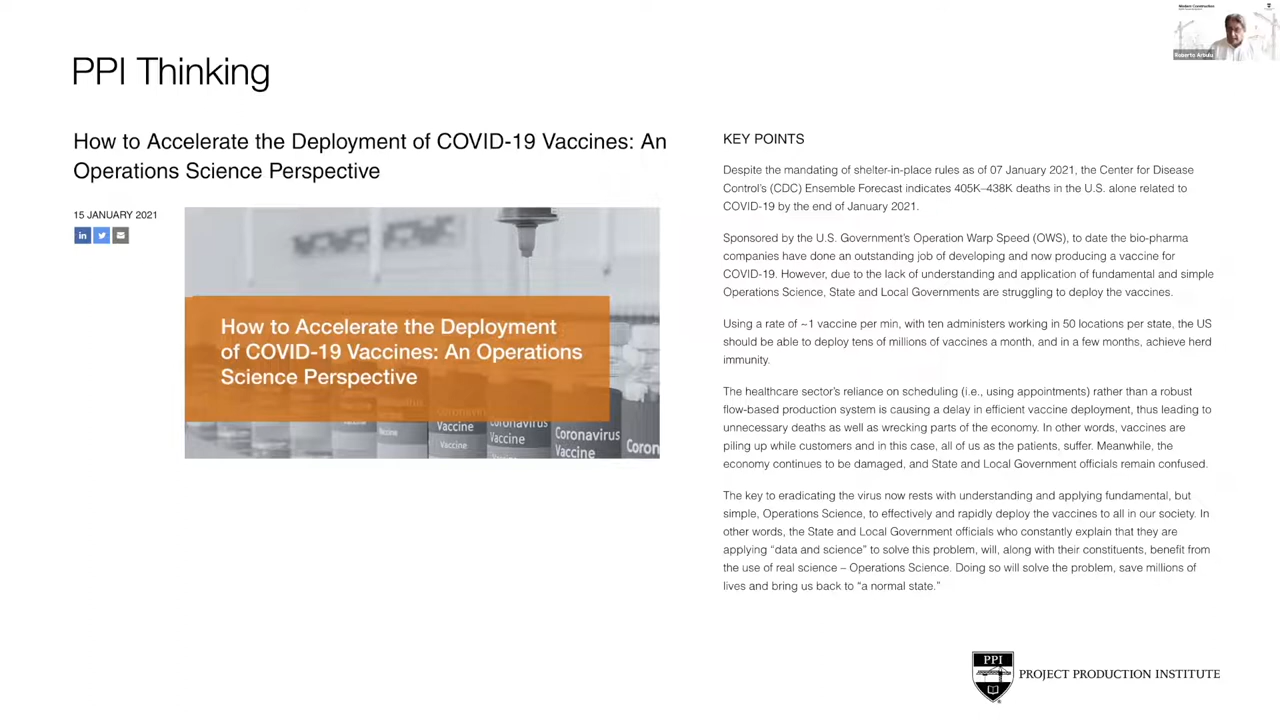 PPI Thinking
How to Accelerate the Deployment of COVID-19 Vaccines: An
Operations Science Perspective
15 JANUARY 2021
in
How to Accelerate the Deployment
of COVID-19 Vaccines: An Operations
Science Perspective
Vaccine
Vaccine
Coronavirus
Vaccine
Coronavirus
Vaccine
Coron
KEY POINTS
Despite the mandating of shelter-in-place rules as of 07 January 2021, the Center for Disease
Control's (CDC) Ensemble Forecast indicates 405K–438K deaths in the U.S. alone related to
COVID-19 by the end of January 2021.
Sponsored by the U.S. Government's Operation Warp Speed (OWS), to date the bio-pharma
companies have done an outstanding job of developing and now producing a vaccine for
COVID-19. However, due to the lack of understanding and application of fundamental and simple
Operations Science, State and Local Governments are struggling to deploy the vaccines.
Using a rate of ~1 vaccine per min, with ten administers working in 50 locations per state, the US
should be able to deploy tens of millions of vaccines a month, and in a few months, achieve herd
immunity.
The healthcare sector's reliance on scheduling (i.e., using appointments) rather than a robust
flow-based production system is causing a delay in efficient vaccine deployment, thus leading to
unnecessary deaths as well as wrecking parts of the economy. In other words, vaccines are
piling up while customers and in this case, all of us as the patients, suffer. Meanwhile, the
economy continues to be damaged, and State and Local Government officials remain confused.
The key to eradicating the virus now rests with understanding and applying fundamental, but
simple, Operations Science, to effectively and rapidly deploy the vaccines to all in our society. In
other words, the State and Local Government officials who constantly explain that they are
applying "data and science" to solve this problem, will, along with their constituents, benefit from
the use of real science – Operations Science. Doing so will solve the problem, save millions of
lives and bring us back to "a normal state."
Modern Construction
Roberto Arbulu
PPI
PROJECT PRODUCTION INSTITUTE